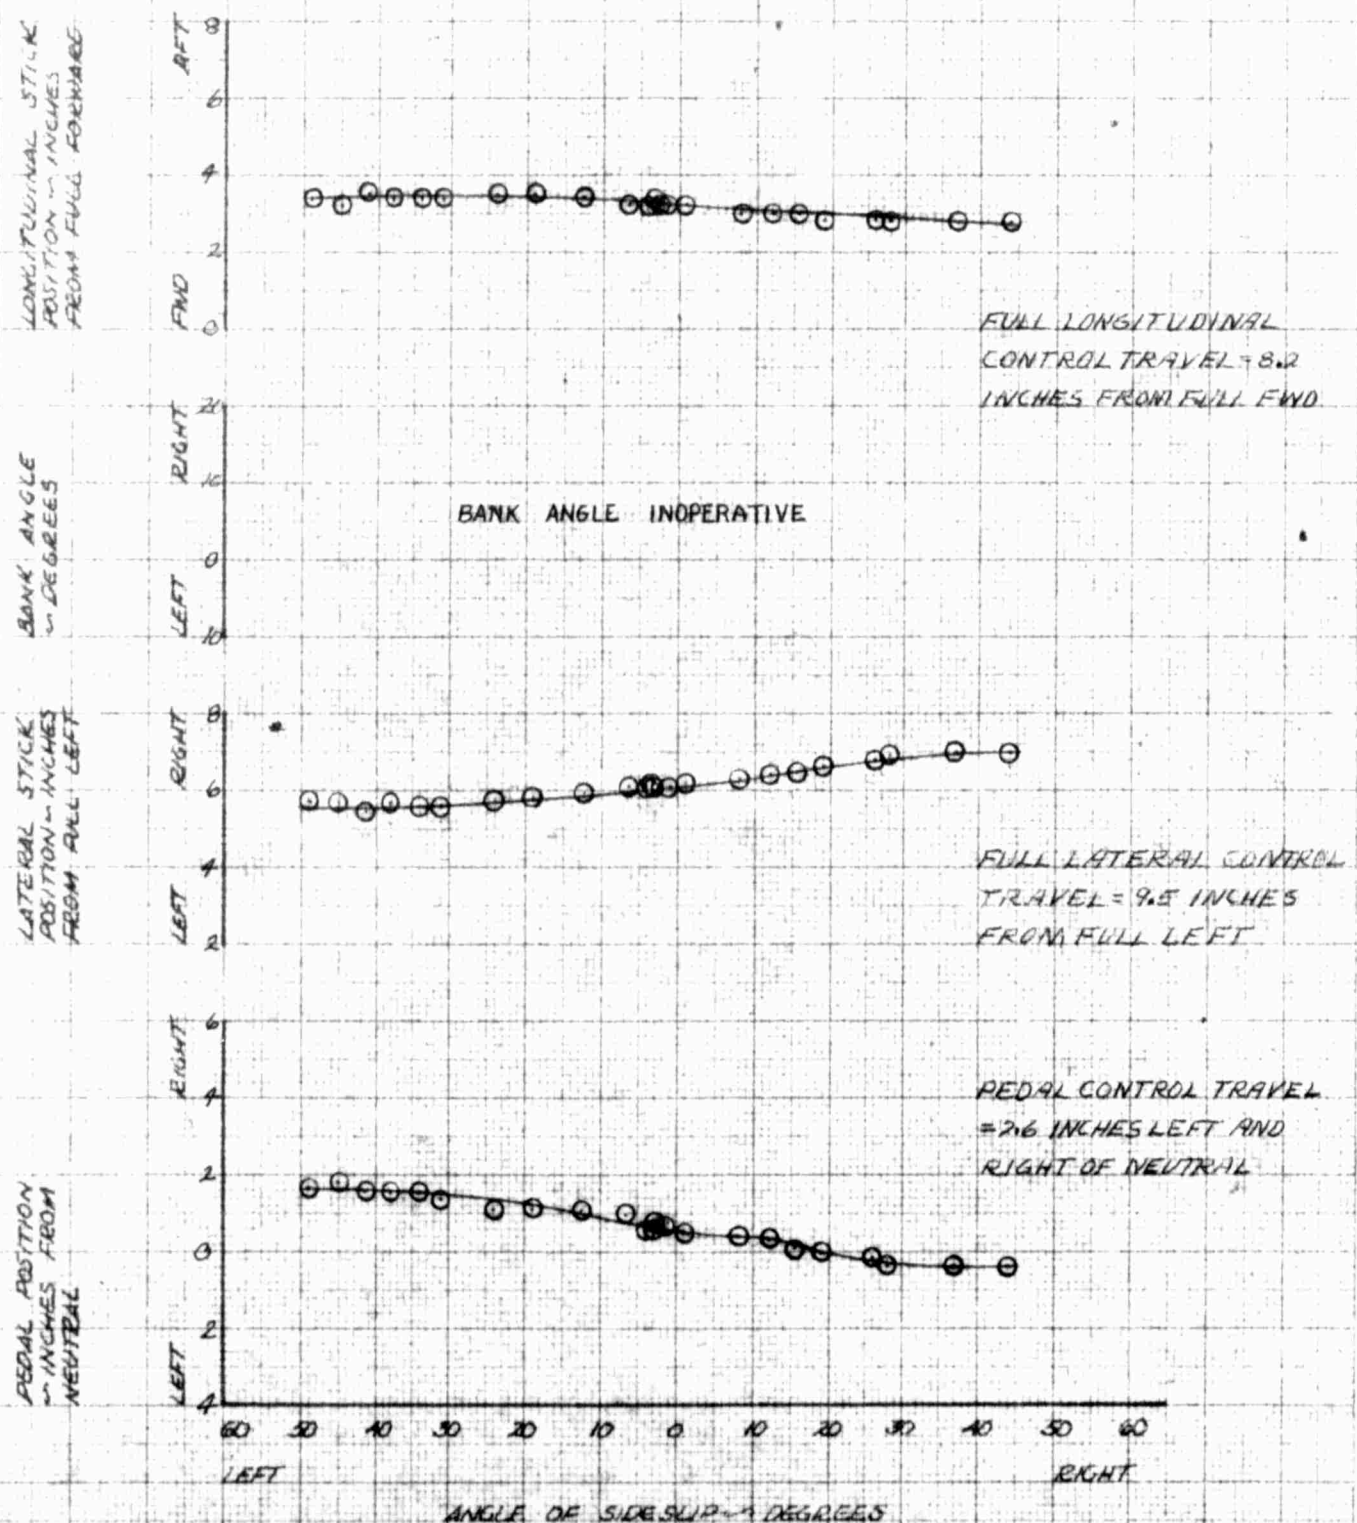 LONGITUDINAL STICK
POSITION ~ INCHES
FROM FULL FORWARD
AFT
FWD
8
6
4
2
0
FULL LONGITUDINAL
CONTROL TRAVEL = 8.2
INCHES FROM FULL FWD
BANK ANGLE
~ DEGREES
RIGHT
LEFT
20
10
0
10
BANK ANGLE INOPERATIVE
LATERAL STICK
POSITION ~ INCHES
FROM FULL LEFT
RIGHT
LEFT
8
6
4
2
FULL LATERAL CONTROL
TRAVEL = 9.5 INCHES
FROM FULL LEFT
PEDAL POSITION
~ INCHES FROM
NEUTRAL
RIGHT
LEFT
6
4
2
0
2
4
PEDAL CONTROL TRAVEL
=2.6 INCHES LEFT AND
RIGHT OF NEUTRAL
60 50 40 30 20 10 0 10 20 30 40 50 60
LEFT RIGHT
ANGLE OF SIDESLIP ~ DEGREES